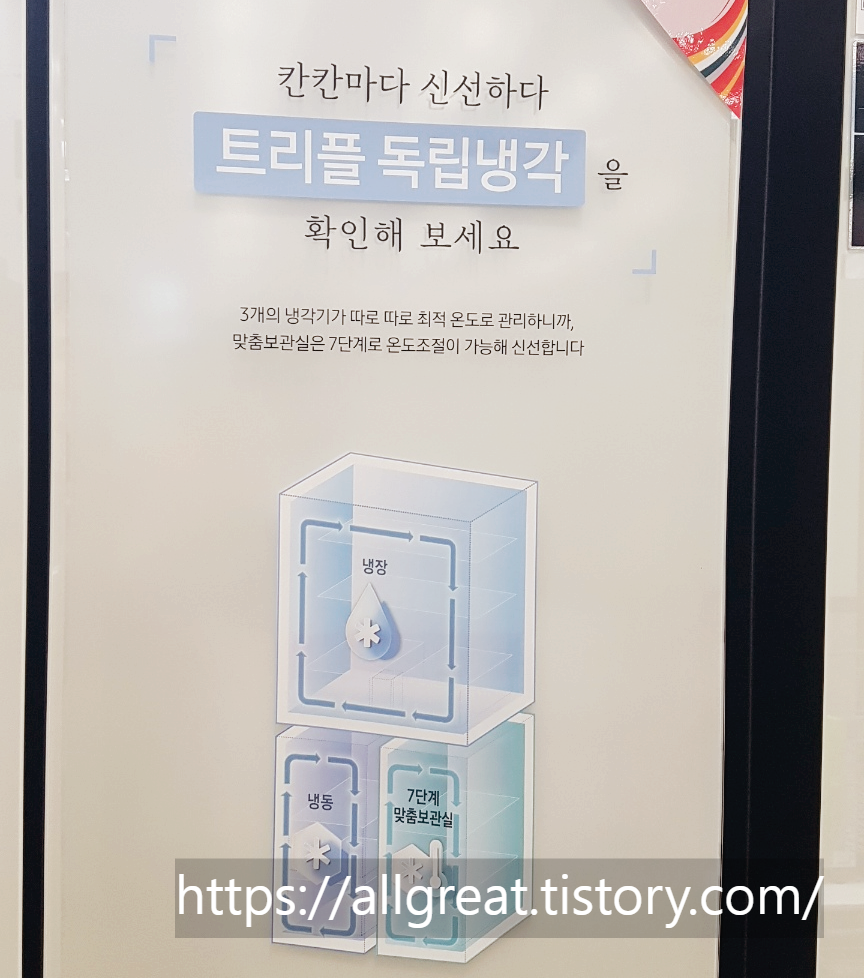 칸칸마다 신선하다
트리플 독립냉각을
확인해 보세요
3개의 냉각기가 따로 따로 최적 온도로 관리하니까,
맞춤보관실은 7단계로 온도조절이 가능해 신선합니다
냉장
냉동
7단계
맞춤보관실
https://allgreat.tistory.com/